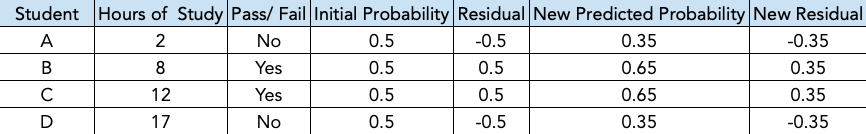 Student Hours of Study Pass/ Fail Initial Probability Residual New Predicted Probability New Residual
A 2 No 0.5 -0.5 0.35 -0.35
B 8 Yes 0.5 0.5 0.65 0.35
C 12 Yes 0.5 0.5 0.65 0.35
D 17 No 0.5 -0.5 0.35 -0.35